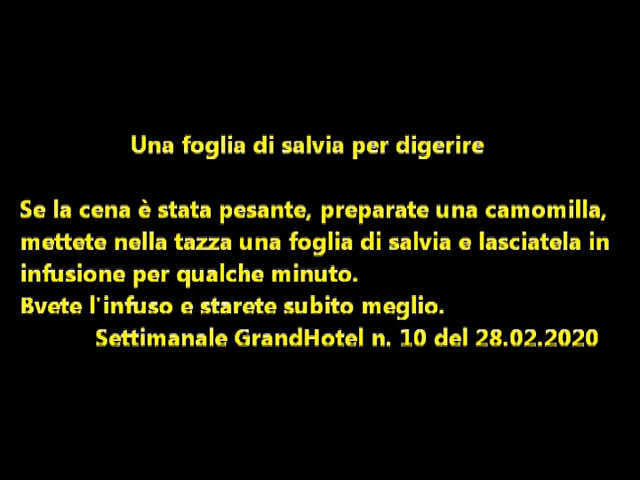 Una foglia di salvia per digerire
Se la cena è stata pesante, preparate una camomilla,
mettete nella tazza una foglia di salvia e lasciatela in
infusione per qualche minuto.
Bvete l'infuso e starete subito meglio.
Settimanale GrandHotel n. 10 del 28.02.2020